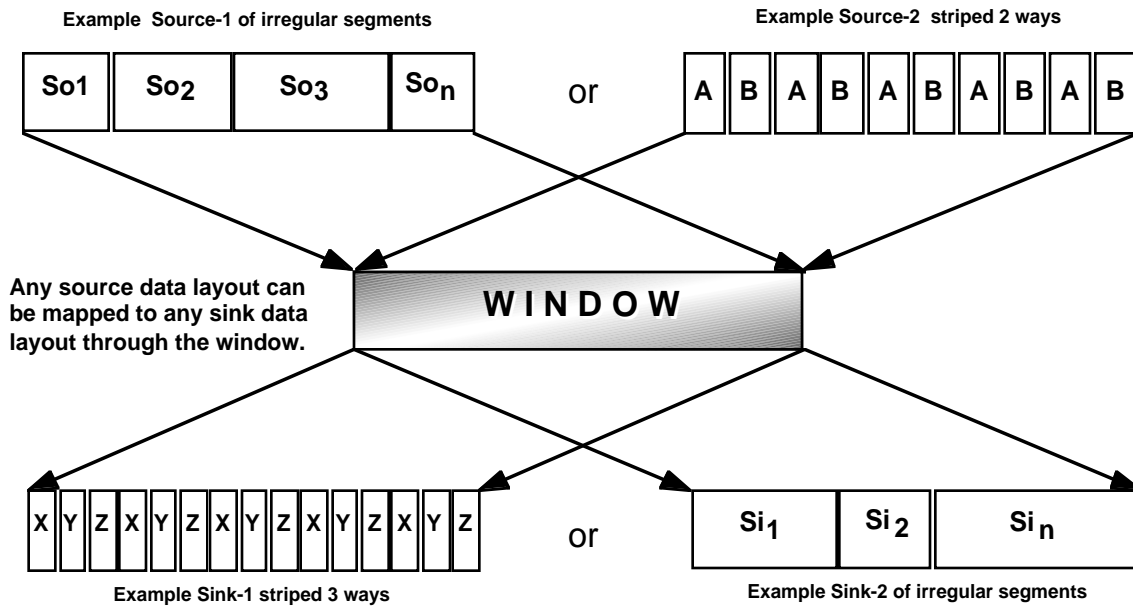 Example Source-1 of irregular segments
Example Source-2 striped 2 ways
So1 So2 So3 Son
or
A B A B A B A B A B
Any source data layout can
be mapped to any sink data
layout through the window.
WINDOW
X Y Z X Y Z X Y Z X Y Z X Y Z
or
Si1 Si2 Sin
Example Sink-1 striped 3 ways
Example Sink-2 of irregular segments